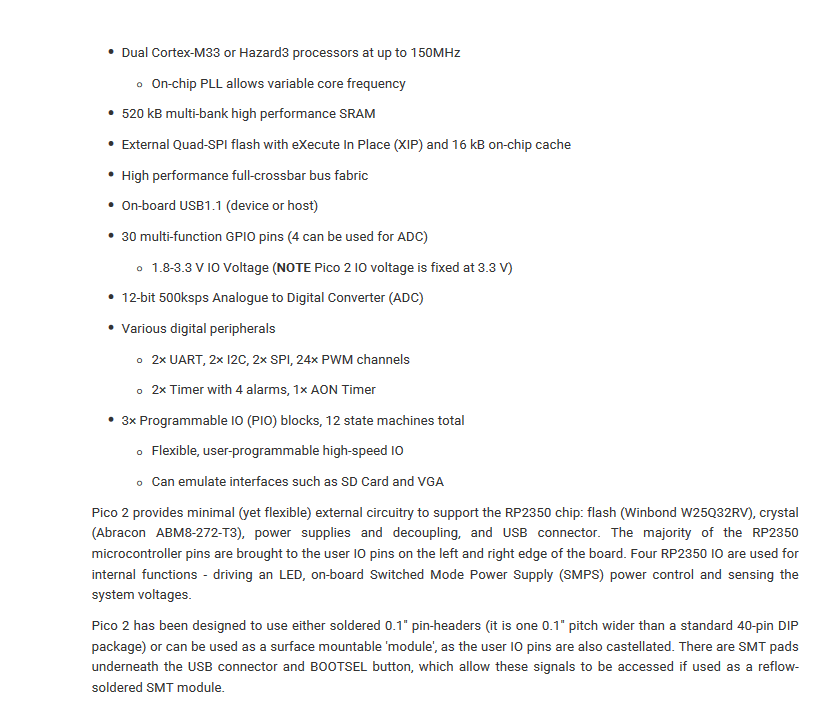 • Dual Cortex-M33 or Hazard3 processors at up to 150MHz
◦ On-chip PLL allows variable core frequency
• 520 kB multi-bank high performance SRAM
• External Quad-SPI flash with eXecute In Place (XIP) and 16 kB on-chip cache
• High performance full-crossbar bus fabric
• On-board USB1.1 (device or host)
• 30 multi-function GPIO pins (4 can be used for ADC)
◦ 1.8-3.3 V IO Voltage (NOTE Pico 2 IO voltage is fixed at 3.3 V)
• 12-bit 500ksps Analogue to Digital Converter (ADC)
• Various digital peripherals
◦ 2× UART, 2× I2C, 2× SPI, 24× PWM channels
◦ 2× Timer with 4 alarms, 1× AON Timer
• 3× Programmable IO (PIO) blocks, 12 state machines total
◦ Flexible, user-programmable high-speed IO
◦ Can emulate interfaces such as SD Card and VGA
Pico 2 provides minimal (yet flexible) external circuitry to support the RP2350 chip: flash (Winbond W25Q32RV), crystal
(Abracon ABM8-272-T3), power supplies and decoupling, and USB connector. The majority of the RP2350
microcontroller pins are brought to the user IO pins on the left and right edge of the board. Four RP2350 IO are used for
internal functions - driving an LED, on-board Switched Mode Power Supply (SMPS) power control and sensing the
system voltages.
Pico 2 has been designed to use either soldered 0.1" pin-headers (it is one 0.1" pitch wider than a standard 40-pin DIP
package) or can be used as a surface mountable 'module', as the user IO pins are also castellated. There are SMT pads
underneath the USB connector and BOOTSEL button, which allow these signals to be accessed if used as a reflow-
soldered SMT module.